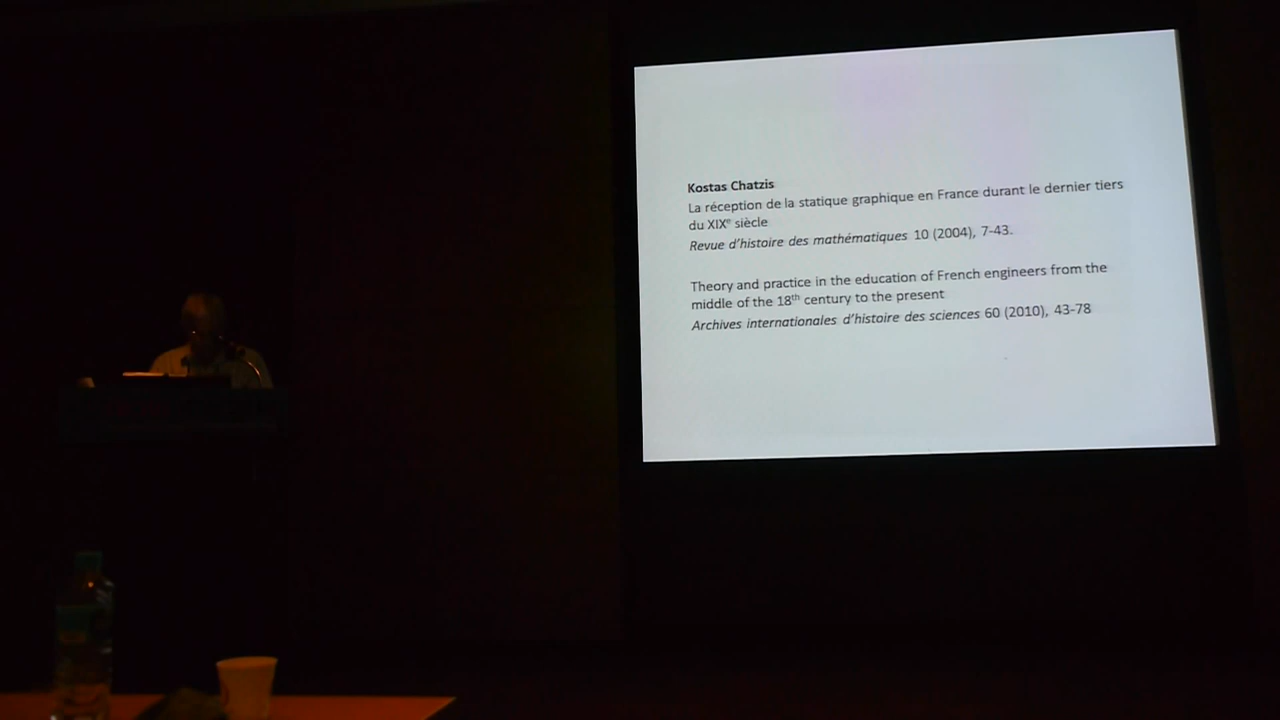 Kostas Chatzis
La réception de la statique graphique en France durant le dernier tiers
du XIXᵉ siècle
Revue d'histoire des mathématiques 10 (2004), 7-43.
Theory and practice in the education of French engineers from the
middle of the 18ᵗʰ century to the present
Archives internationales d'histoire des sciences 60 (2010), 43-78